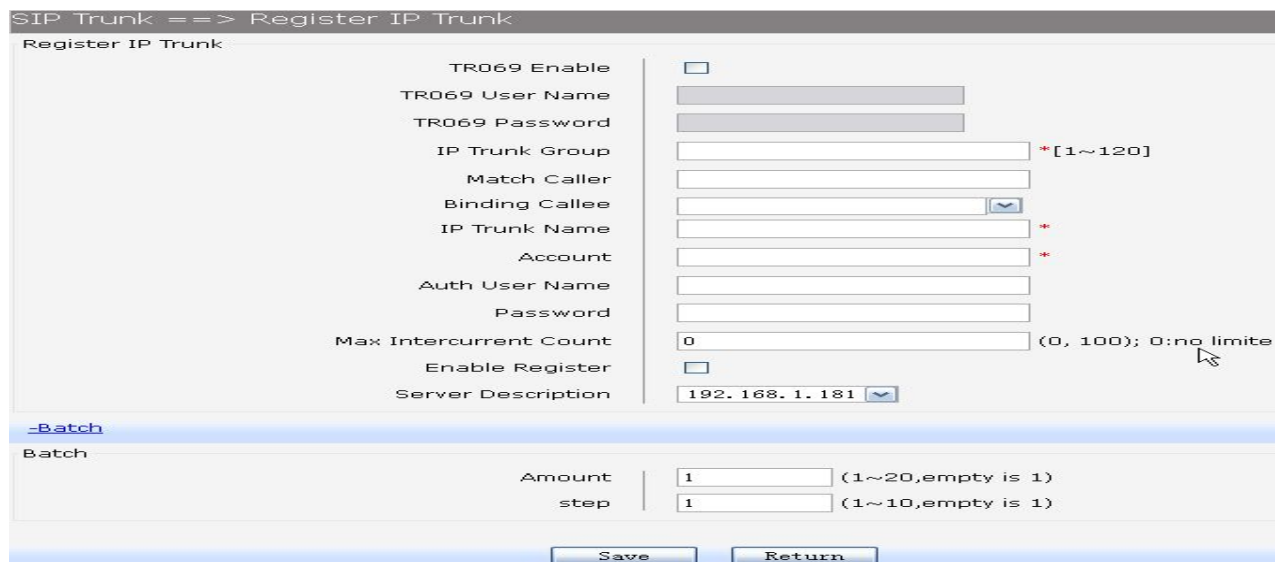 SIP Trunk ==> Register IP Trunk
Register IP Trunk
TR069 Enable
TR069 User Name
TR069 Password
IP Trunk Group *[1~120]
Match Caller
Binding Callee
IP Trunk Name *
Account *
Auth User Name
Password
Max Intercurrent Count 0 (0, 100); 0:no limite
Enable Register
Server Description 192.168.1.181
-Batch
Batch
Amount 1 (1~20,empty is 1)
step 1 (1~10,empty is 1)
Save Return